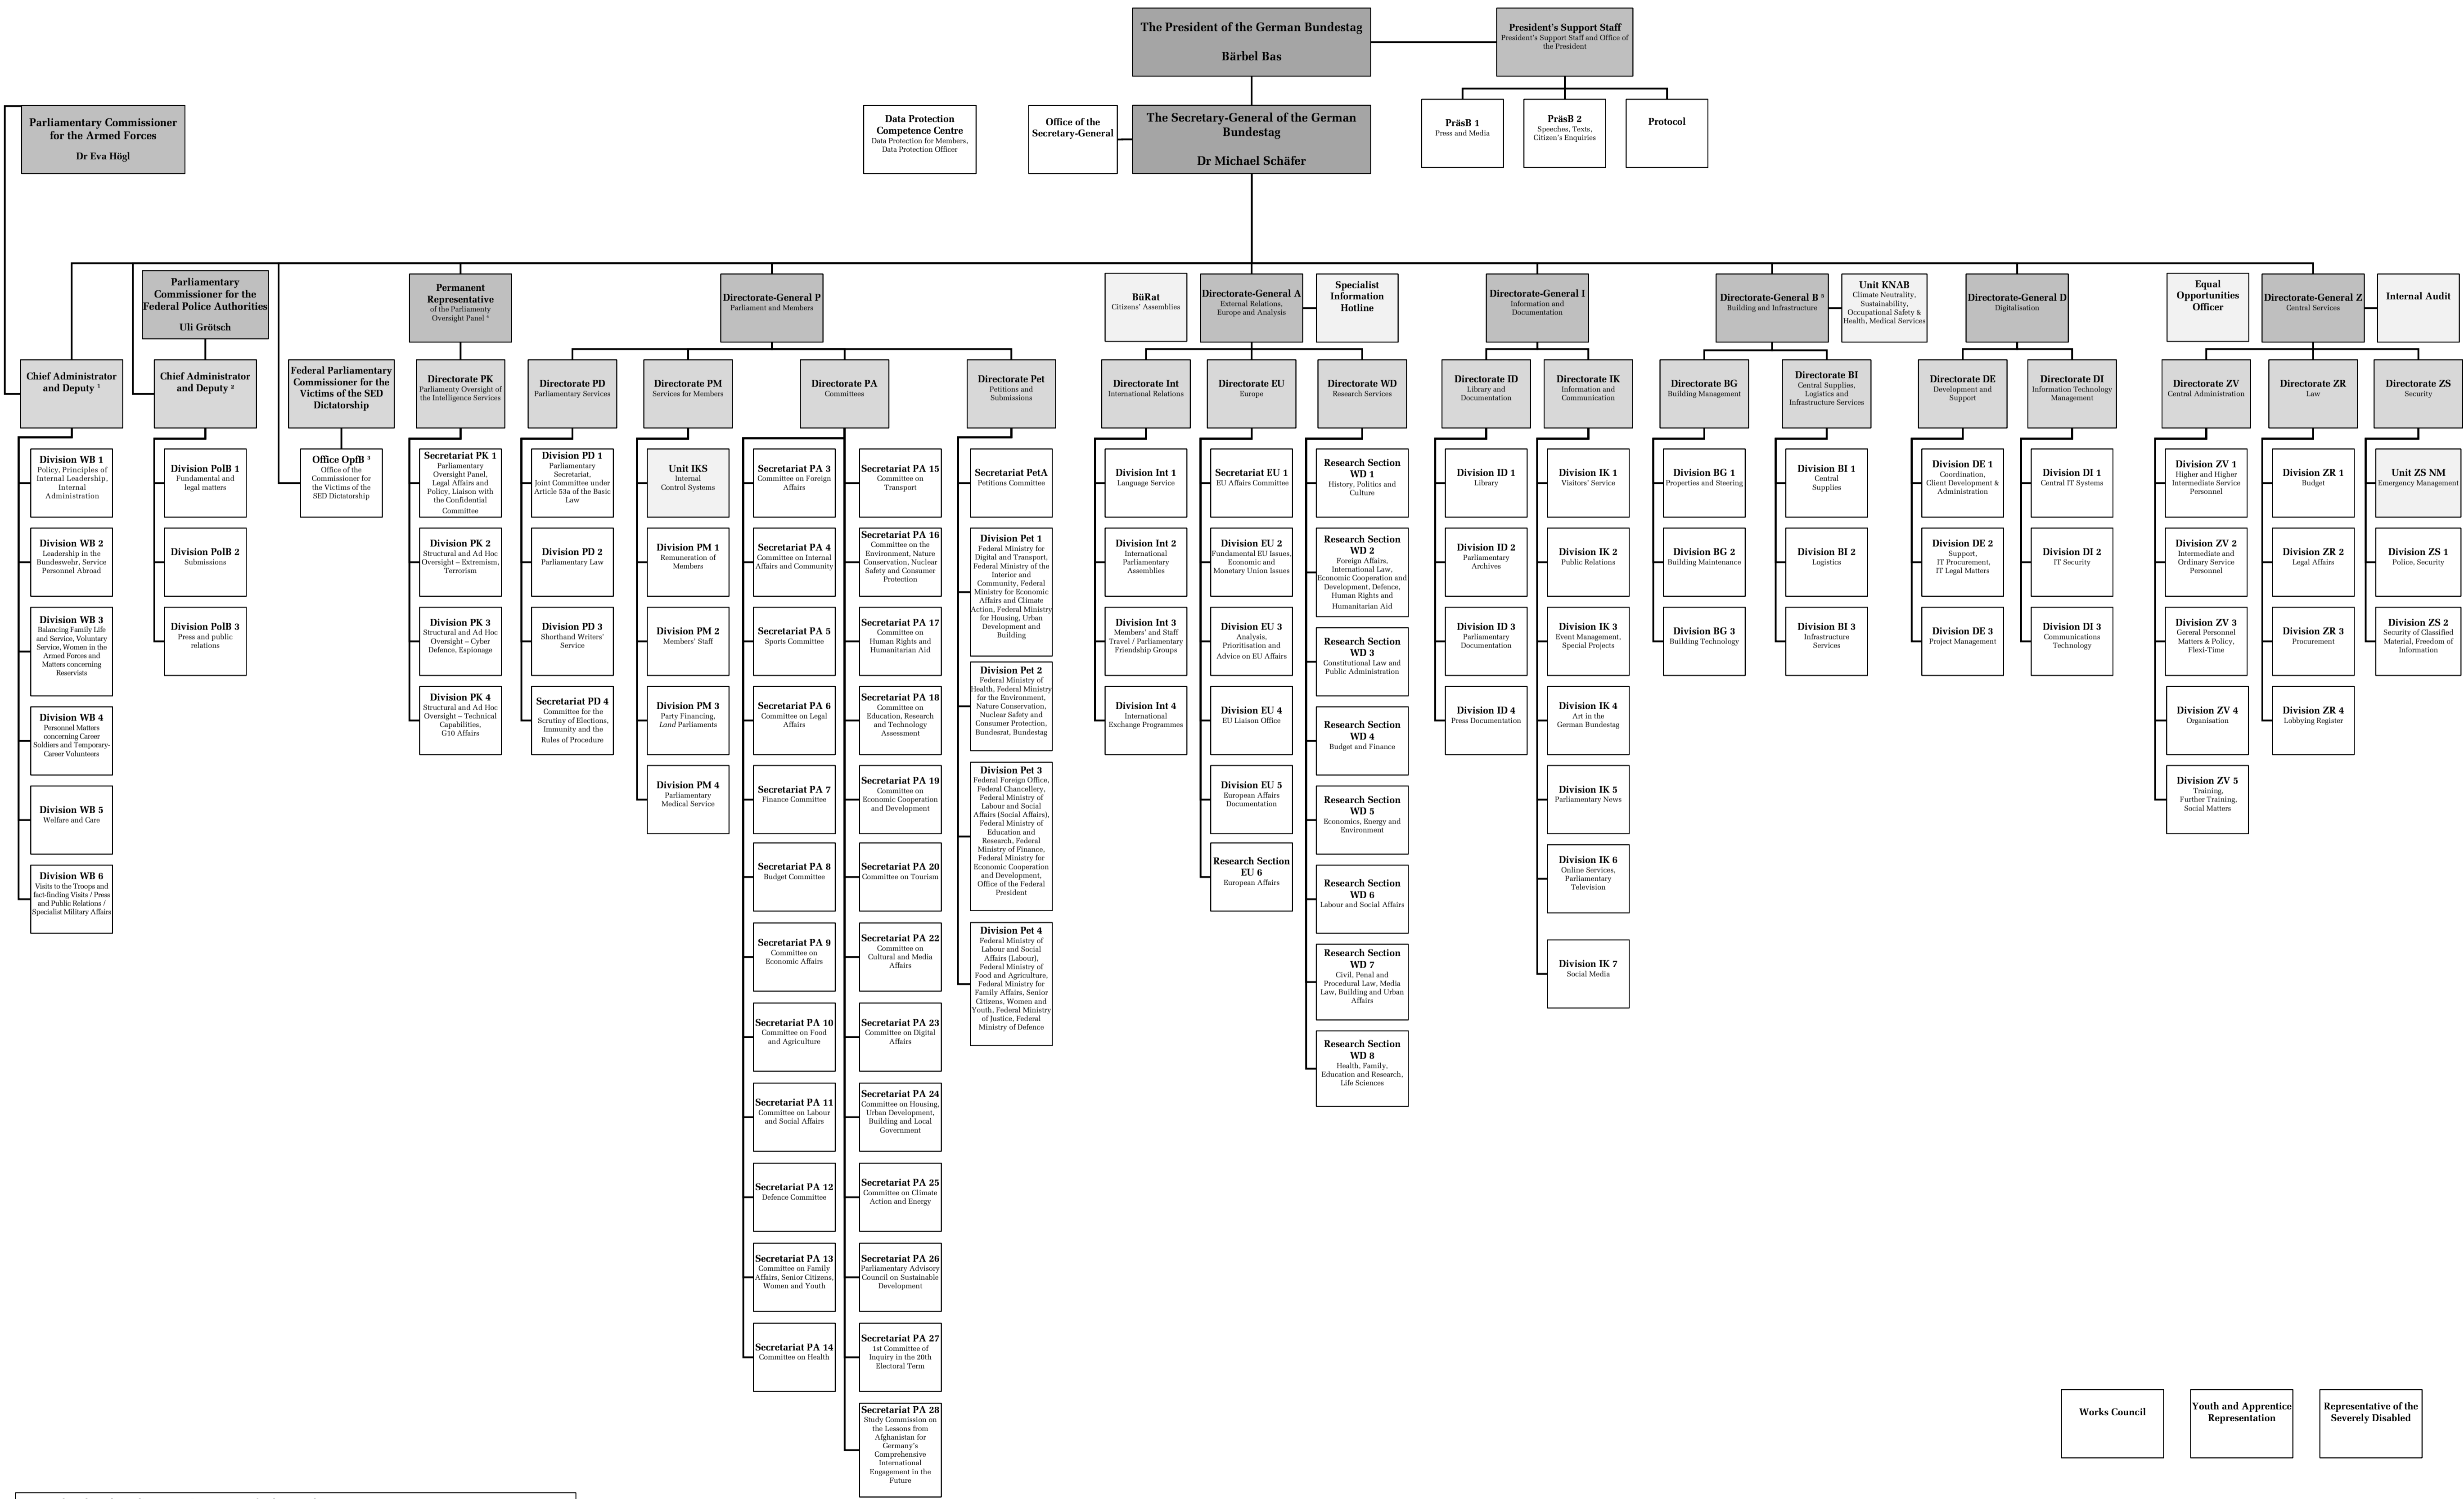 The President of the German Bundestag
Bärbel Bas
President's Support Staff
President's Support Staff and Office of
the President
Parliamentary Commissioner
for the Armed Forces
Dr Eva Högl
Data Protection
Competence Centre
Data Protection for Members,
Data Protection Officer
Office of the
Secretary-General
The Secretary-General of the German
Bundestag
Dr Michael Schäfer
PräsB 1
Press and Media
PräsB 2
Speeches, Texts,
Citizen's Enquiries
Protocol
Parliamentary
Commissioner for the
Federal Police Authorities
Uli Grötsch
Permanent
Representative
of the Parliamenty
Oversight Panel ⁴
Directorate-General P
Parliament and Members
BüRat
Citizens' Assemblies
Directorate-General A
External Relations,
Europe and Analysis
Specialist
Information
Hotline
Directorate-General I
Information and
Documentation
Directorate-General B ⁵
Building and Infrastructure
Unit KNAB
Climate Neutrality,
Sustainability,
Occupational Safety &
Health, Medical Services
Directorate-General D
Digitalisation
Equal
Opportunities
Officer
Directorate-General Z
Central Services
Internal Audit
Chief Administrator
and Deputy ¹
Chief Administrator
and Deputy ²
Federal Parliamentary
Commissioner for the
Victims of the SED
Dictatorship
Directorate PK
Parliamenty Oversight of
the Intelligence Services
Directorate PD
Parliamentary Services
Directorate PM
Services for Members
Directorate PA
Committees
Directorate Pet
Petitions and
Submissions
Directorate Int
International Relations
Directorate EU
Europe
Directorate WD
Research Services
Directorate ID
Library and
Documentation
Directorate IK
Information and
Communication
Directorate BG
Building Management
Directorate BI
Central Supplies,
Logistics and
Infrastructure Services
Directorate DE
Development and
Support
Directorate DI
Information Technology
Management
Directorate ZV
Central Administration
Directorate ZR
Law
Directorate ZS
Security
Division WB 1
Policy, Principles of
Internal Leadership,
Internal
Administration
Division WB 2
Leadership in the
Bundeswehr, Service
Personnel Abroad
Division WB 3
Balancing Family Life
and Service, Voluntary
Service, Women in the
Armed Forces and
Matters concerning
Reservists
Division WB 4
Personnel Matters
concerning Career
Soldiers and Temporary-
Career Volunteers
Division WB 5
Welfare and Care
Division WB 6
Visits to the Troops and
fact-finding Visits / Press
and Public Relations /
Specialist Military Affairs
Division PolB 1
Fundamental and
legal matters
Division PolB 2
Submissions
Division PolB 3
Press and public
relations
Office OpfB ³
Office of the
Commissioner for
the Victims of the
SED Dictatorship
Secretariat PK 1
Parliamentary
Oversight Panel,
Legal Affairs and
Policy, Liaison with
the Confidential
Committee
Division PK 2
Structural and Ad Hoc
Oversight – Extremism,
Terrorism
Division PK 3
Structural and Ad Hoc
Oversight – Cyber
Defence, Espionage
Division PK 4
Structural and Ad Hoc
Oversight – Technical
Capabilities,
G10 Affairs
Division PD 1
Parliamentary
Secretariat,
Joint Committee under
Article 53a of the Basic
Law
Division PD 2
Parliamentary Law
Division PD 3
Shorthand Writers'
Service
Secretariat PD 4
Committee for the
Scrutiny of Elections,
Immunity and the
Rules of Procedure
Unit IKS
Internal
Control Systems
Division PM 1
Remuneration of
Members
Division PM 2
Members' Staff
Division PM 3
Party Financing,
Land Parliaments
Division PM 4
Parliamentary
Medical Service
Secretariat PA 3
Committee on Foreign
Affairs
Secretariat PA 4
Committee on Internal
Affairs and Community
Secretariat PA 5
Sports Committee
Secretariat PA 6
Committee on Legal
Affairs
Secretariat PA 7
Finance Committee
Secretariat PA 8
Budget Committee
Secretariat PA 9
Committee on
Economic Affairs
Secretariat PA 10
Committee on Food
and Agriculture
Secretariat PA 11
Committee on Labour
and Social Affairs
Secretariat PA 12
Defence Committee
Secretariat PA 13
Committee on Family
Affairs, Senior Citizens,
Women and Youth
Secretariat PA 14
Committee on Health
Secretariat PA 15
Committee on
Transport
Secretariat PA 16
Committee on the
Environment, Nature
Conservation, Nuclear
Safety and Consumer
Protection
Secretariat PA 17
Committee on
Human Rights and
Humanitarian Aid
Secretariat PA 18
Committee on
Education, Research
and Technology
Assessment
Secretariat PA 19
Committee on
Economic Cooperation
and Development
Secretariat PA 20
Committee on Tourism
Secretariat PA 22
Committee on
Cultural and Media
Affairs
Secretariat PA 23
Committee on Digital
Affairs
Secretariat PA 24
Committee on Housing,
Urban Development,
Building and Local
Government
Secretariat PA 25
Committee on Climate
Action and Energy
Secretariat PA 26
Parliamentary Advisory
Council on Sustainable
Development
Secretariat PA 27
1st Committee of
Inquiry in the 20th
Electoral Term
Secretariat PA 28
Study Commission on
the Lessons from
Afghanistan for
Germany's
Comprehensive
International
Engagement in the
Future
Secretariat PetA
Petitions Committee
Division Pet 1
Federal Ministry for
Digital and Transport,
Federal Ministry of the
Interior and
Community, Federal
Ministry for Economic
Affairs and Climate
Action, Federal Ministry
for Housing, Urban
Development and
Building
Division Pet 2
Federal Ministry of
Health, Federal Ministry
for the Environment,
Nature Conservation,
Nuclear Safety and
Consumer Protection,
Bundesrat, Bundestag
Division Pet 3
Federal Foreign Office,
Federal Chancellery,
Federal Ministry of
Labour and Social
Affairs (Social Affairs),
Federal Ministry of
Education and
Research, Federal
Ministry of Finance,
Federal Ministry for
Economic Cooperation
and Development,
Office of the Federal
President
Division Pet 4
Federal Ministry of
Labour and Social
Affairs (Labour),
Federal Ministry of
Food and Agriculture,
Federal Ministry for
Family Affairs, Senior
Citizens, Women and
Youth, Federal Ministry
of Justice, Federal
Ministry of Defence
Division Int 1
Language Service
Division Int 2
International
Parliamentary
Assemblies
Division Int 3
Members' and Staff
Travel / Parliamentary
Friendship Groups
Division Int 4
International
Exchange Programmes
Secretariat EU 1
EU Affairs Committee
Division EU 2
Fundamental EU Issues,
Economic and
Monetary Union Issues
Division EU 3
Analysis,
Prioritisation and
Advice on EU Affairs
Division EU 4
EU Liaison Office
Division EU 5
European Affairs
Documentation
Research Section
EU 6
European Affairs
Research Section
WD 1
History, Politics and
Culture
Research Section
WD 2
Foreign Affairs,
International Law,
Economic Cooperation and
Development, Defence,
Human Rights and
Humanitarian Aid
Research Section
WD 3
Constitutional Law and
Public Administration
Research Section
WD 4
Budget and Finance
Research Section
WD 5
Economics, Energy and
Environment
Research Section
WD 6
Labour and Social Affairs
Research Section
WD 7
Civil, Penal and
Procedural Law, Media
Law, Building and Urban
Affairs
Research Section
WD 8
Health, Family,
Education and Research,
Life Sciences
Division ID 1
Library
Division ID 2
Parliamentary
Archives
Division ID 3
Parliamentary
Documentation
Division ID 4
Press Documentation
Division IK 1
Visitors' Service
Division IK 2
Public Relations
Division IK 3
Event Management,
Special Projects
Division IK 4
Art in the
German Bundestag
Division IK 5
Parliamentary News
Division IK 6
Online Services,
Parliamentary
Television
Division IK 7
Social Media
Division BG 1
Properties and Steering
Division BG 2
Building Maintenance
Division BG 3
Building Technology
Division BI 1
Central
Supplies
Division BI 2
Logistics
Division BI 3
Infrastructure
Services
Division DE 1
Coordination,
Client Development &
Administration
Division DE 2
Support,
IT Procurement,
IT Legal Matters
Division DE 3
Project Management
Division DI 1
Central IT Systems
Division DI 2
IT Security
Division DI 3
Communications
Technology
Division ZV 1
Higher and Higher
Intermediate Service
Personnel
Division ZV 2
Intermediate and
Ordinary Service
Personnel
Division ZV 3
Gereral Personnel
Matters & Policy,
Flexi-Time
Division ZV 4
Organisation
Division ZV 5
Training,
Further Training,
Social Matters
Division ZR 1
Budget
Division ZR 2
Legal Affairs
Division ZR 3
Procurement
Division ZR 4
Lobbying Register
Unit ZS NM
Emergency Management
Division ZS 1
Police, Security
Division ZS 2
Security of Classified
Material, Freedom of
Information
Works Council
Youth and Apprentice
Representation
Representative of the
Severely Disabled